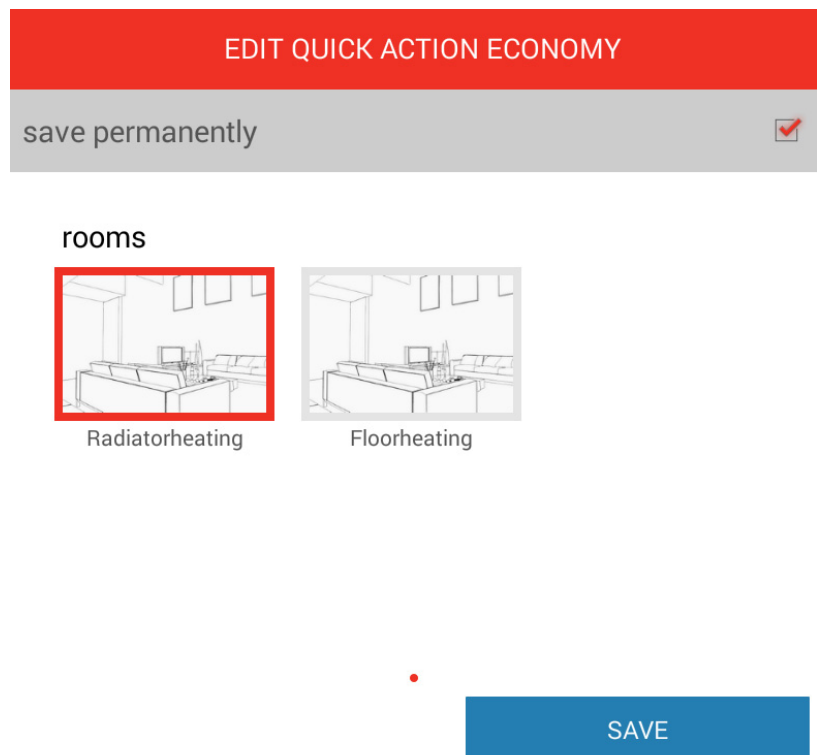 EDIT QUICK ACTION ECONOMY
save permanently
rooms
Radiatorheating
Floorheating
SAVE